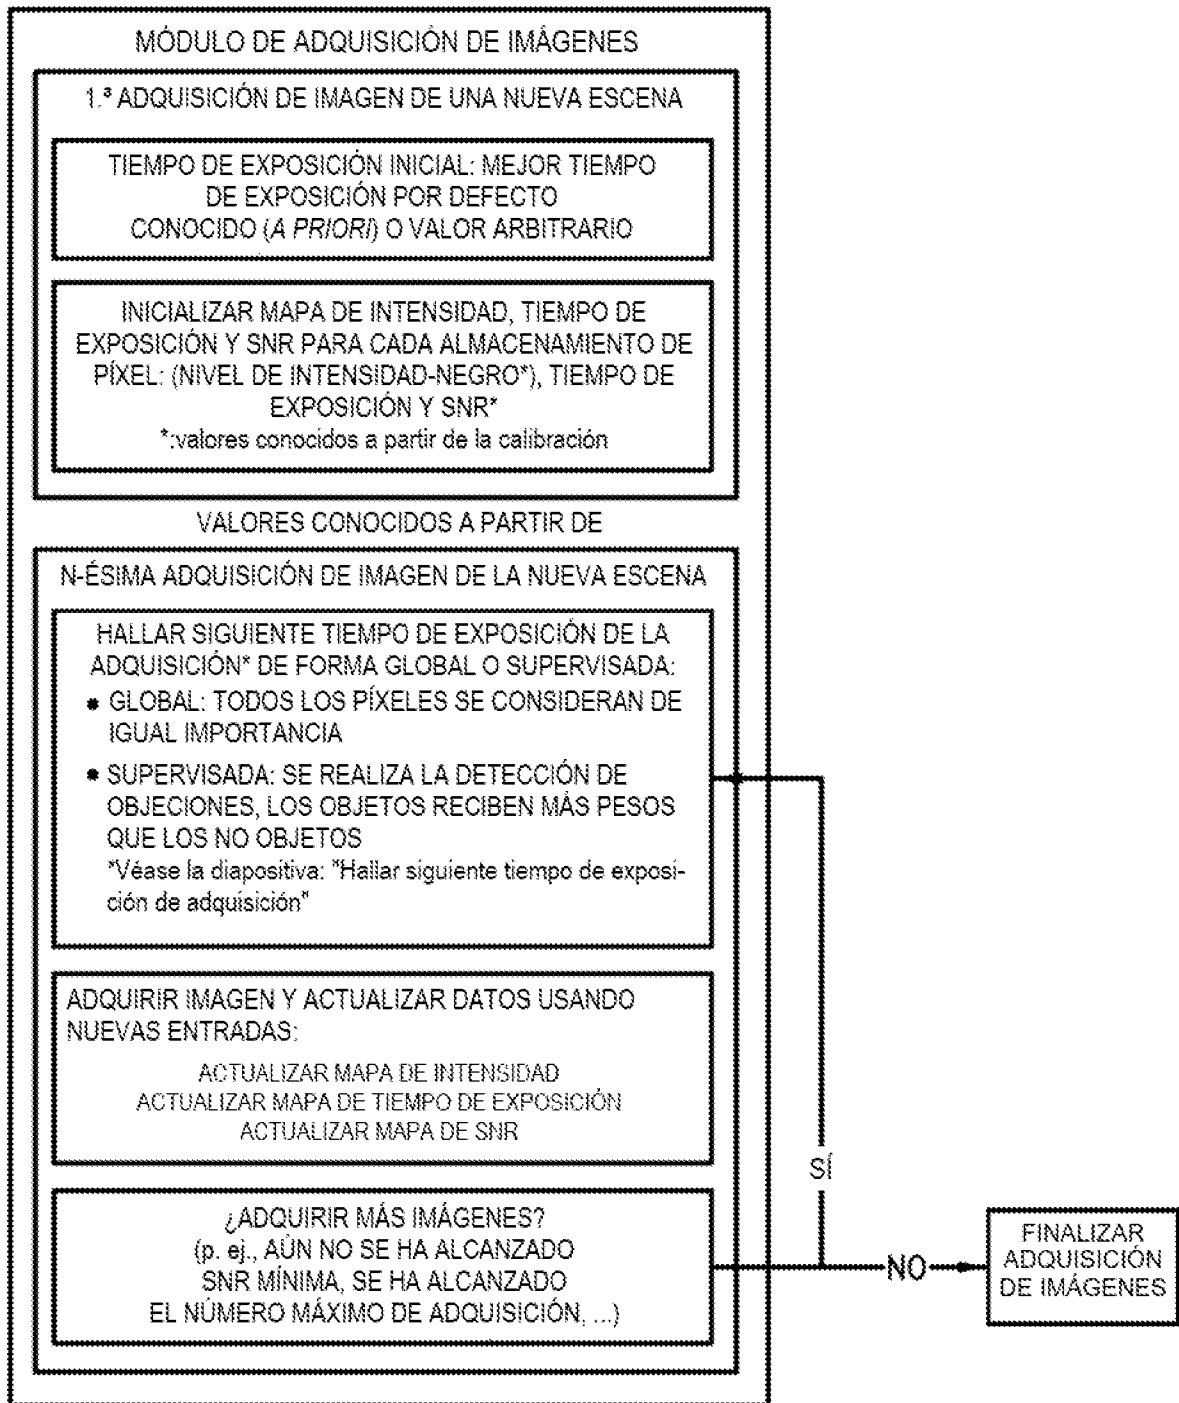 MÓDULO DE ADQUISICIÓN DE IMÁGENES
1.ª ADQUISICIÓN DE IMAGEN DE UNA NUEVA ESCENA
TIEMPO DE EXPOSICIÓN INICIAL: MEJOR TIEMPO
DE EXPOSICIÓN POR DEFECTO
CONOCIDO (A PRIORI) O VALOR ARBITRARIO
INICIALIZAR MAPA DE INTENSIDAD, TIEMPO DE
EXPOSICIÓN Y SNR PARA CADA ALMACENAMIENTO DE
PÍXEL: (NIVEL DE INTENSIDAD-NEGRO*), TIEMPO DE
EXPOSICIÓN Y SNR*
*:valores conocidos a partir de la calibración
VALORES CONOCIDOS A PARTIR DE
N-ÉSIMA ADQUISICIÓN DE IMAGEN DE LA NUEVA ESCENA
HALLAR SIGUIENTE TIEMPO DE EXPOSICIÓN DE LA
ADQUISICIÓN* DE FORMA GLOBAL O SUPERVISADA:
• GLOBAL: TODOS LOS PÍXELES SE CONSIDERAN DE
IGUAL IMPORTANCIA
• SUPERVISADA: SE REALIZA LA DETECCIÓN DE
OBJECIONES, LOS OBJETOS RECIBEN MÁS PESOS
QUE LOS NO OBJETOS
*Véase la diapositiva: "Hallar siguiente tiempo de exposi-
ción de adquisición"
ADQUIRIR IMAGEN Y ACTUALIZAR DATOS USANDO
NUEVAS ENTRADAS:
ACTUALIZAR MAPA DE INTENSIDAD
ACTUALIZAR MAPA DE TIEMPO DE EXPOSICIÓN
ACTUALIZAR MAPA DE SNR
SÍ
¿ADQUIRIR MÁS IMÁGENES?
(p. ej., AÚN NO SE HA ALCANZADO
SNR MÍNIMA, SE HA ALCANZADO
EL NÚMERO MÁXIMO DE ADQUISICIÓN, ...)
NO
FINALIZAR
ADQUISICIÓN
DE IMÁGENES